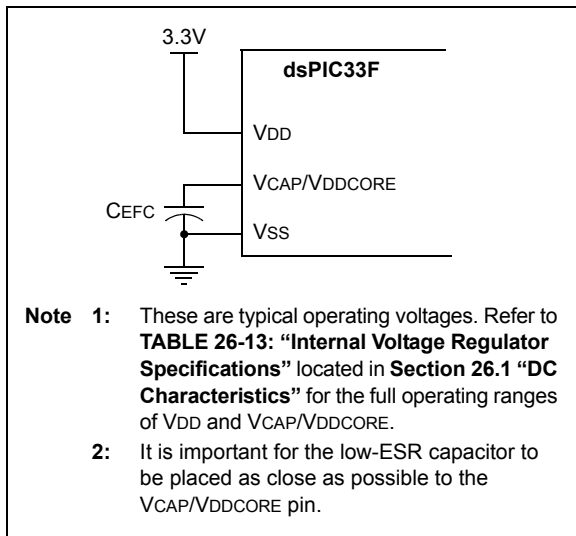 3.3V
dsPIC33F
VDD
VCAP/VDDCORE
CEFC
VSS
Note 1: These are typical operating voltages. Refer to
TABLE 26-13: “Internal Voltage Regulator
Specifications” located in Section 26.1 “DC
Characteristics” for the full operating ranges
of VDD and VCAP/VDDCORE.
2: It is important for the low-ESR capacitor to
be placed as close as possible to the
VCAP/VDDCORE pin.